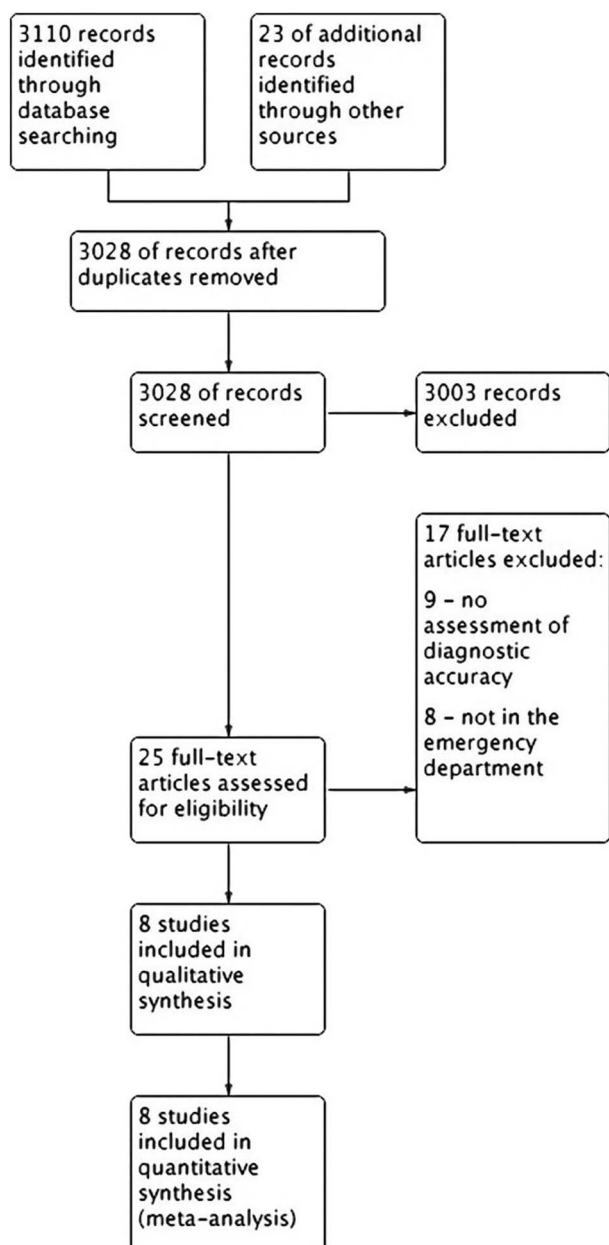 3110 records
identified
through
database
searching
23 of additional
records
identified
through other
sources
3028 of records after
duplicates removed
3028 of records
screened
3003 records
excluded
17 full-text
articles excluded:
9 - no
assessment of
diagnostic
accuracy
8 - not in the
emergency
department
25 full-text
articles assessed
for eligibility
8 studies
included in
qualitative
synthesis
8 studies
included in
quantitative
synthesis
(meta-analysis)